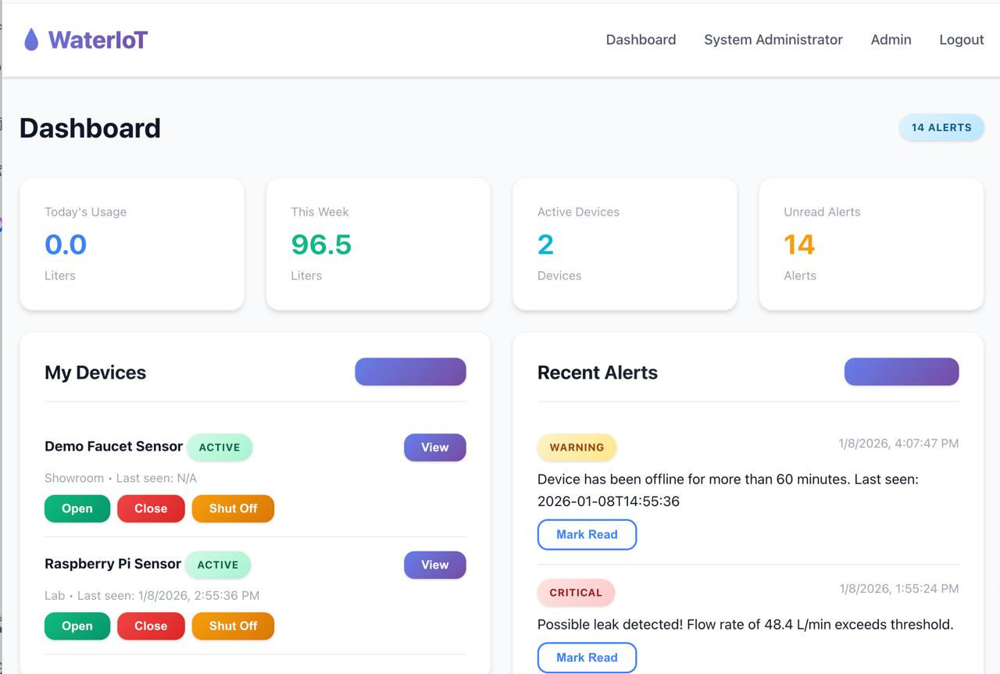 WaterIoT
Dashboard System Administrator Admin Logout
Dashboard
14 ALERTS
Today's Usage
0.0
Liters
This Week
96.5
Liters
Active Devices
2
Devices
Unread Alerts
14
Alerts
My Devices
Demo Faucet Sensor ACTIVE
View
Showroom • Last seen: N/A
Open Close Shut Off
Raspberry Pi Sensor ACTIVE
View
Lab • Last seen: 1/8/2026, 2:55:36 PM
Open Close Shut Off
Recent Alerts
WARNING
1/8/2026, 4:07:47 PM
Device has been offline for more than 60 minutes. Last seen:
2026-01-08T14:55:36
Mark Read
CRITICAL
1/8/2026, 1:55:24 PM
Possible leak detected! Flow rate of 48.4 L/min exceeds threshold.
Mark Read